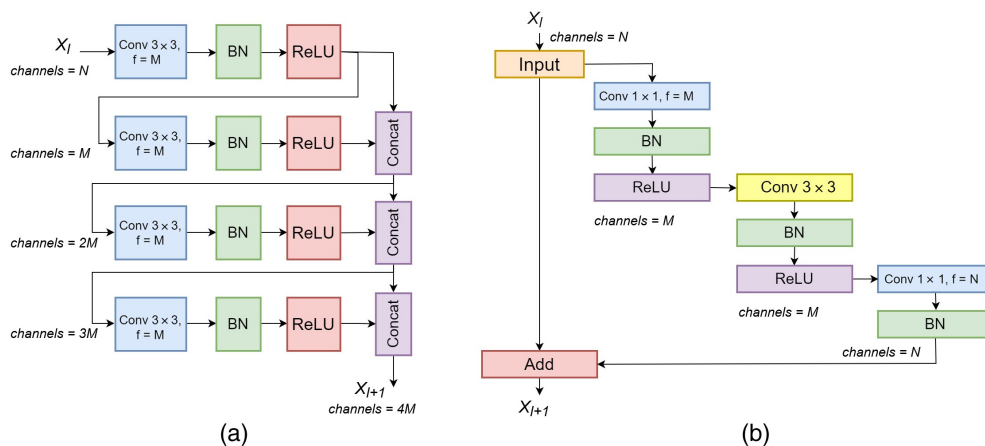 X_l
channels = N
Conv 3 × 3,
f = M
BN
ReLU
channels = M
Conv 3 × 3,
f = M
BN
ReLU
Concat
channels = 2M
Conv 3 × 3,
f = M
BN
ReLU
Concat
channels = 3M
Conv 3 × 3,
f = M
BN
ReLU
Concat
X_{l+1}
channels = 4M
(a)
X_l
channels = N
Input
Conv 1 × 1, f = M
BN
ReLU
channels = M
Conv 3 × 3
BN
ReLU
channels = M
Conv 1 × 1, f = N
BN
channels = N
Add
X_{l+1}
(b)